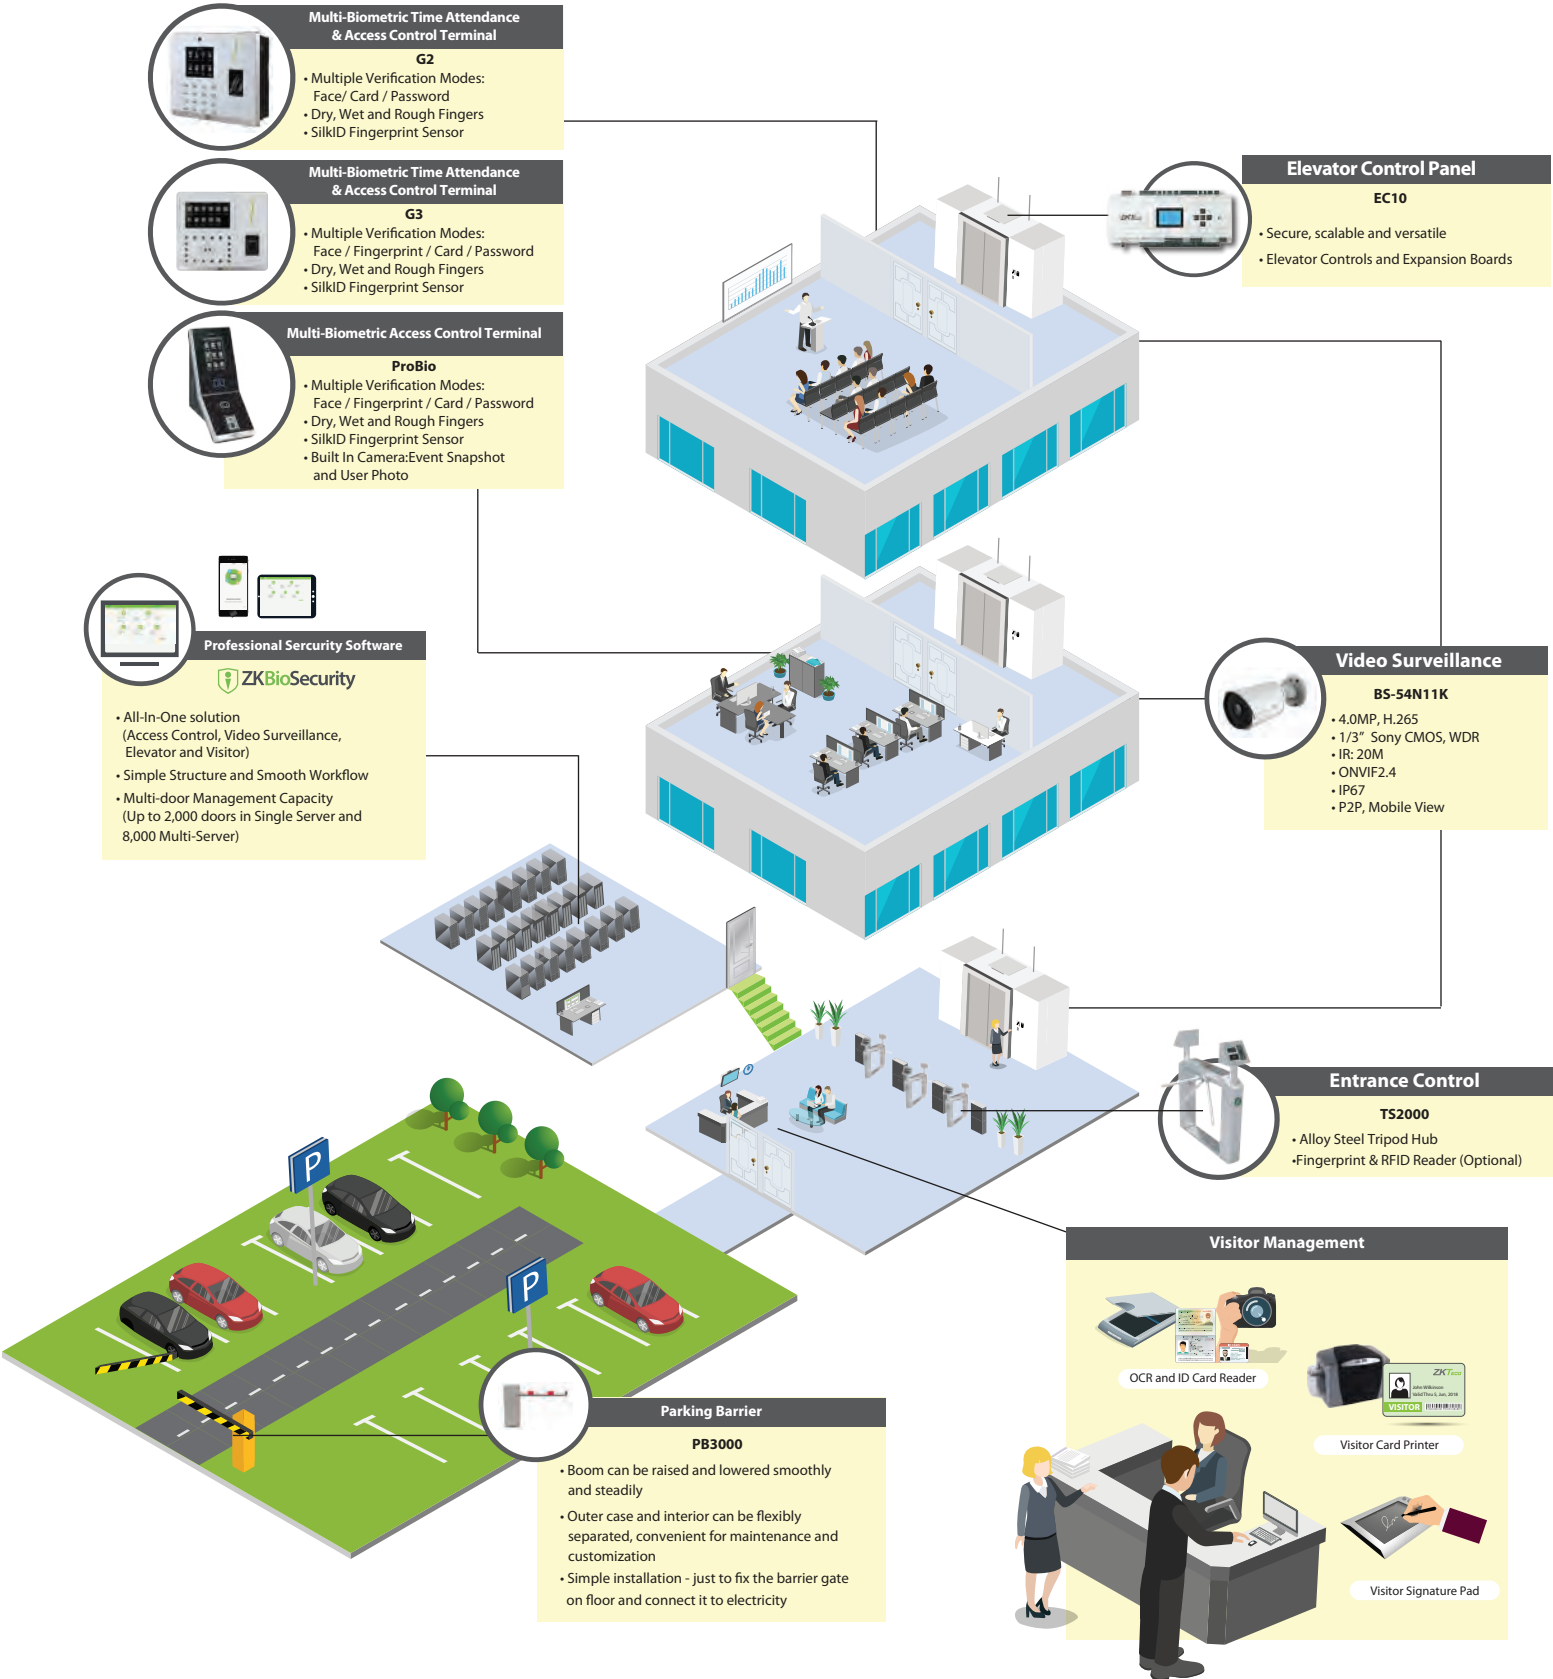 Multi-Biometric Time Attendance
& Access Control Terminal
G2
• Multiple Verification Modes:
Face/ Card / Password
• Dry, Wet and Rough Fingers
• SilkID Fingerprint Sensor
Multi-Biometric Time Attendance
& Access Control Terminal
G3
• Multiple Verification Modes:
Face / Fingerprint / Card / Password
• Dry, Wet and Rough Fingers
• SilkID Fingerprint Sensor
Multi-Biometric Access Control Terminal
ProBio
• Multiple Verification Modes:
Face / Fingerprint / Card / Password
• Dry, Wet and Rough Fingers
• SilkID Fingerprint Sensor
• Built In Camera:Event Snapshot
and User Photo
Elevator Control Panel
EC10
• Secure, scalable and versatile
• Elevator Controls and Expansion Boards
Professional Sercurity Software
ZKBioSecurity
• All-In-One solution
(Access Control, Video Surveillance,
Elevator and Visitor)
• Simple Structure and Smooth Workflow
• Multi-door Management Capacity
(Up to 2,000 doors in Single Server and
8,000 Multi-Server)
Video Surveillance
BS-54N11K
• 4.0MP, H.265
• 1/3" Sony CMOS, WDR
• IR: 20M
• ONVIF2.4
• IP67
• P2P, Mobile View
Entrance Control
TS2000
• Alloy Steel Tripod Hub
•Fingerprint & RFID Reader (Optional)
P
P
Parking Barrier
PB3000
• Boom can be raised and lowered smoothly
and steadily
• Outer case and interior can be flexibly
separated, convenient for maintenance and
customization
• Simple installation - just to fix the barrier gate
on floor and connect it to electricity
Visitor Management
OCR and ID Card Reader
ZKTeco
John Wilkinson
Valid Thru 5, Jun, 2018
VISITOR
Visitor Card Printer
Visitor Signature Pad